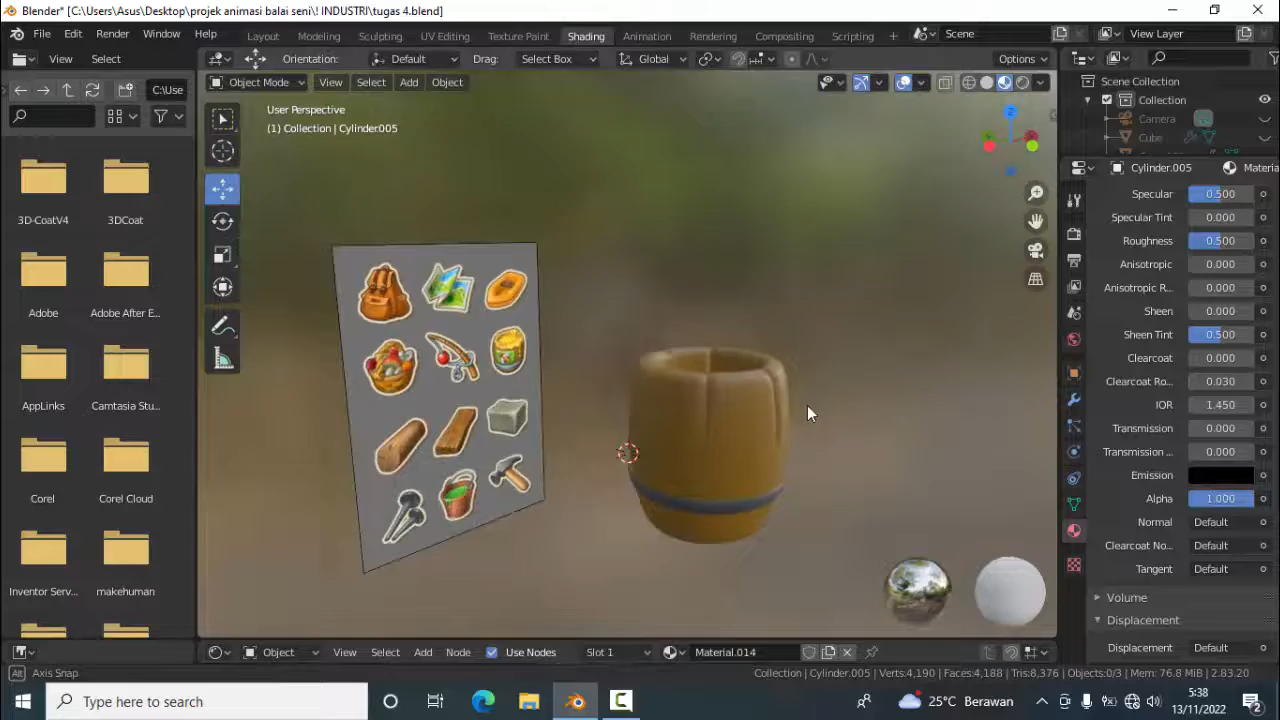 Blender* [C:\Users\Asus\Desktop\projek animasi balai seni\! INDUSTRI\tugas 4.blend]
File Edit Render Window Help Layout Modeling Sculpting UV Editing Texture Paint Shading Animation Rendering Compositing Scripting + Scene View Layer
View Select Orientation: Default Drag: Select Box Global Options
C:\Use Object Mode View Select Add Object
Scene Collection
Collection
Camera
Cube
User Perspective
(1) Collection | Cylinder.005
Cylinder.005 Materia
3D-CoatV4 3DCoat
Adobe Adobe After E...
AppLinks Camtasia Stu...
Corel Corel Cloud
Inventor Serv... makehuman
Specular 0.500
Specular Tint 0.000
Roughness 0.500
Anisotropic 0.000
Anisotropic R... 0.000
Sheen 0.000
Sheen Tint 0.500
Clearcoat 0.000
Clearcoat Ro... 0.030
IOR 1.450
Transmission 0.000
Transmission ... 0.000
Emission
Alpha 1.000
Normal Default
Clearcoat No... Default
Tangent Default
Volume
Displacement
Displacement Default
Object View Select Add Node Use Nodes Slot 1 Material.014
Alt Axis Snap Collection | Cylinder.005 | Verts:4,190 | Faces:4,188 | Tris:8,376 | Objects:0/3 | Mem: 76.8 MiB | 2.83.20
Type here to search 25°C Berawan 5:38
13/11/2022
2